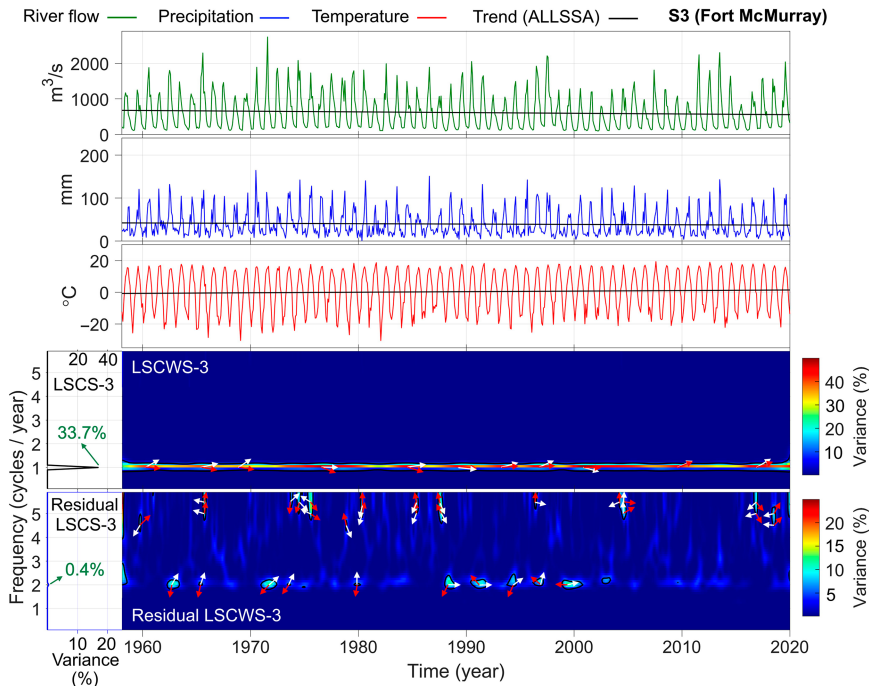 River flow Precipitation Temperature Trend (ALLSSA) S3 (Fort McMurray)
m³/s
2000
1000
0
mm
200
100
0
°C
20
0
−20
20 40
LSCS-3
LSCWS-3
33.7%
5
4
3
2
1
Frequency (cycles / year)
Variance (%)
40
30
20
10
Residual
LSCS-3
0.4%
5
4
3
2
1
Residual LSCWS-3
Variance (%)
20
15
10
5
10 20
Variance
(%)
1960 1970 1980 1990 2000 2010 2020
Time (year)